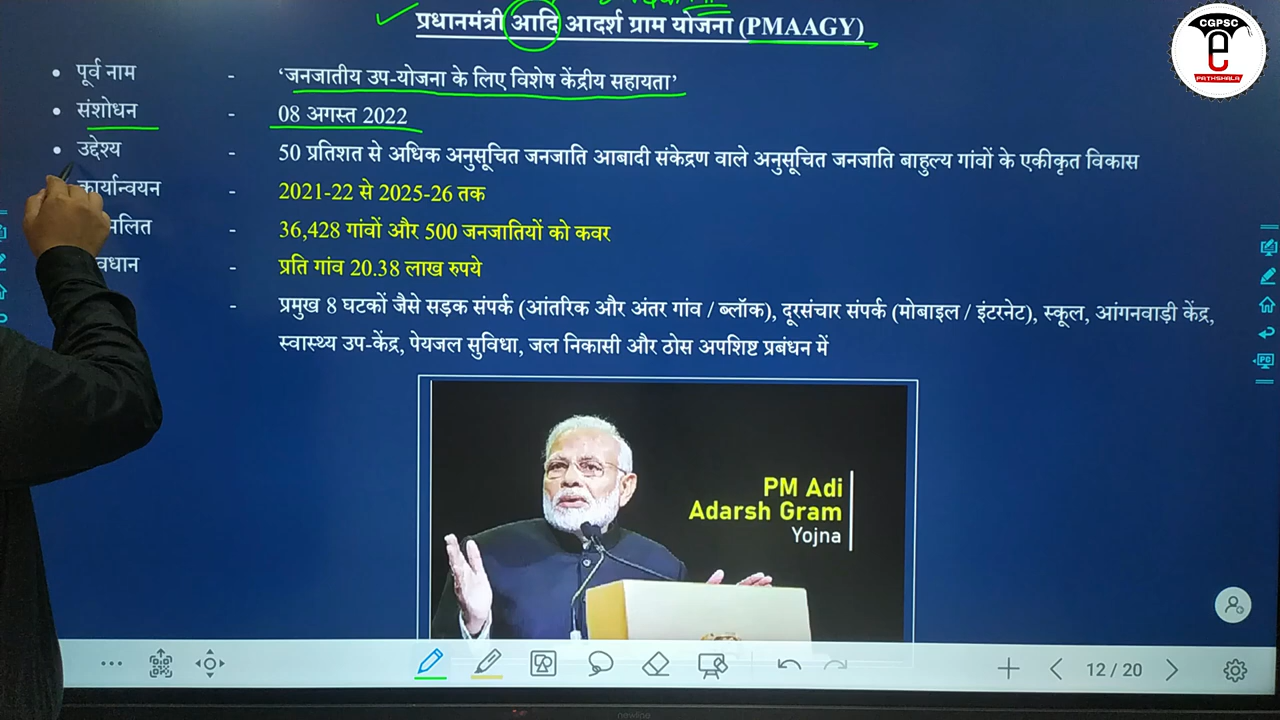 प्रधानमंत्री आदि आदर्श ग्राम योजना (PMAAGY)
CGPSC
e
PATHSHALA
• पूर्व नाम - ‘जनजातीय उप-योजना के लिए विशेष केंद्रीय सहायता’
• संशोधन - 08 अगस्त 2022
• उद्देश्य - 50 प्रतिशत से अधिक अनुसूचित जनजाति आबादी संकेद्रण वाले अनुसूचित जनजाति बाहुल्य गांवों के एकीकृत विकास
कार्यान्वयन - 2021-22 से 2025-26 तक
- 36,428 गांवों और 500 जनजातियों को कवर
- प्रति गांव 20.38 लाख रुपये
- प्रमुख 8 घटकों जैसे सड़क संपर्क (आंतरिक और अंतर गांव / ब्लॉक), दूरसंचार संपर्क (मोबाइल / इंटरनेट), स्कूल, आंगनवाड़ी केंद्र,
स्वास्थ्य उप-केंद्र, पेयजल सुविधा, जल निकासी और ठोस अपशिष्ट प्रबंधन में
PM Adi
Adarsh Gram
Yojna
12 / 20
newline